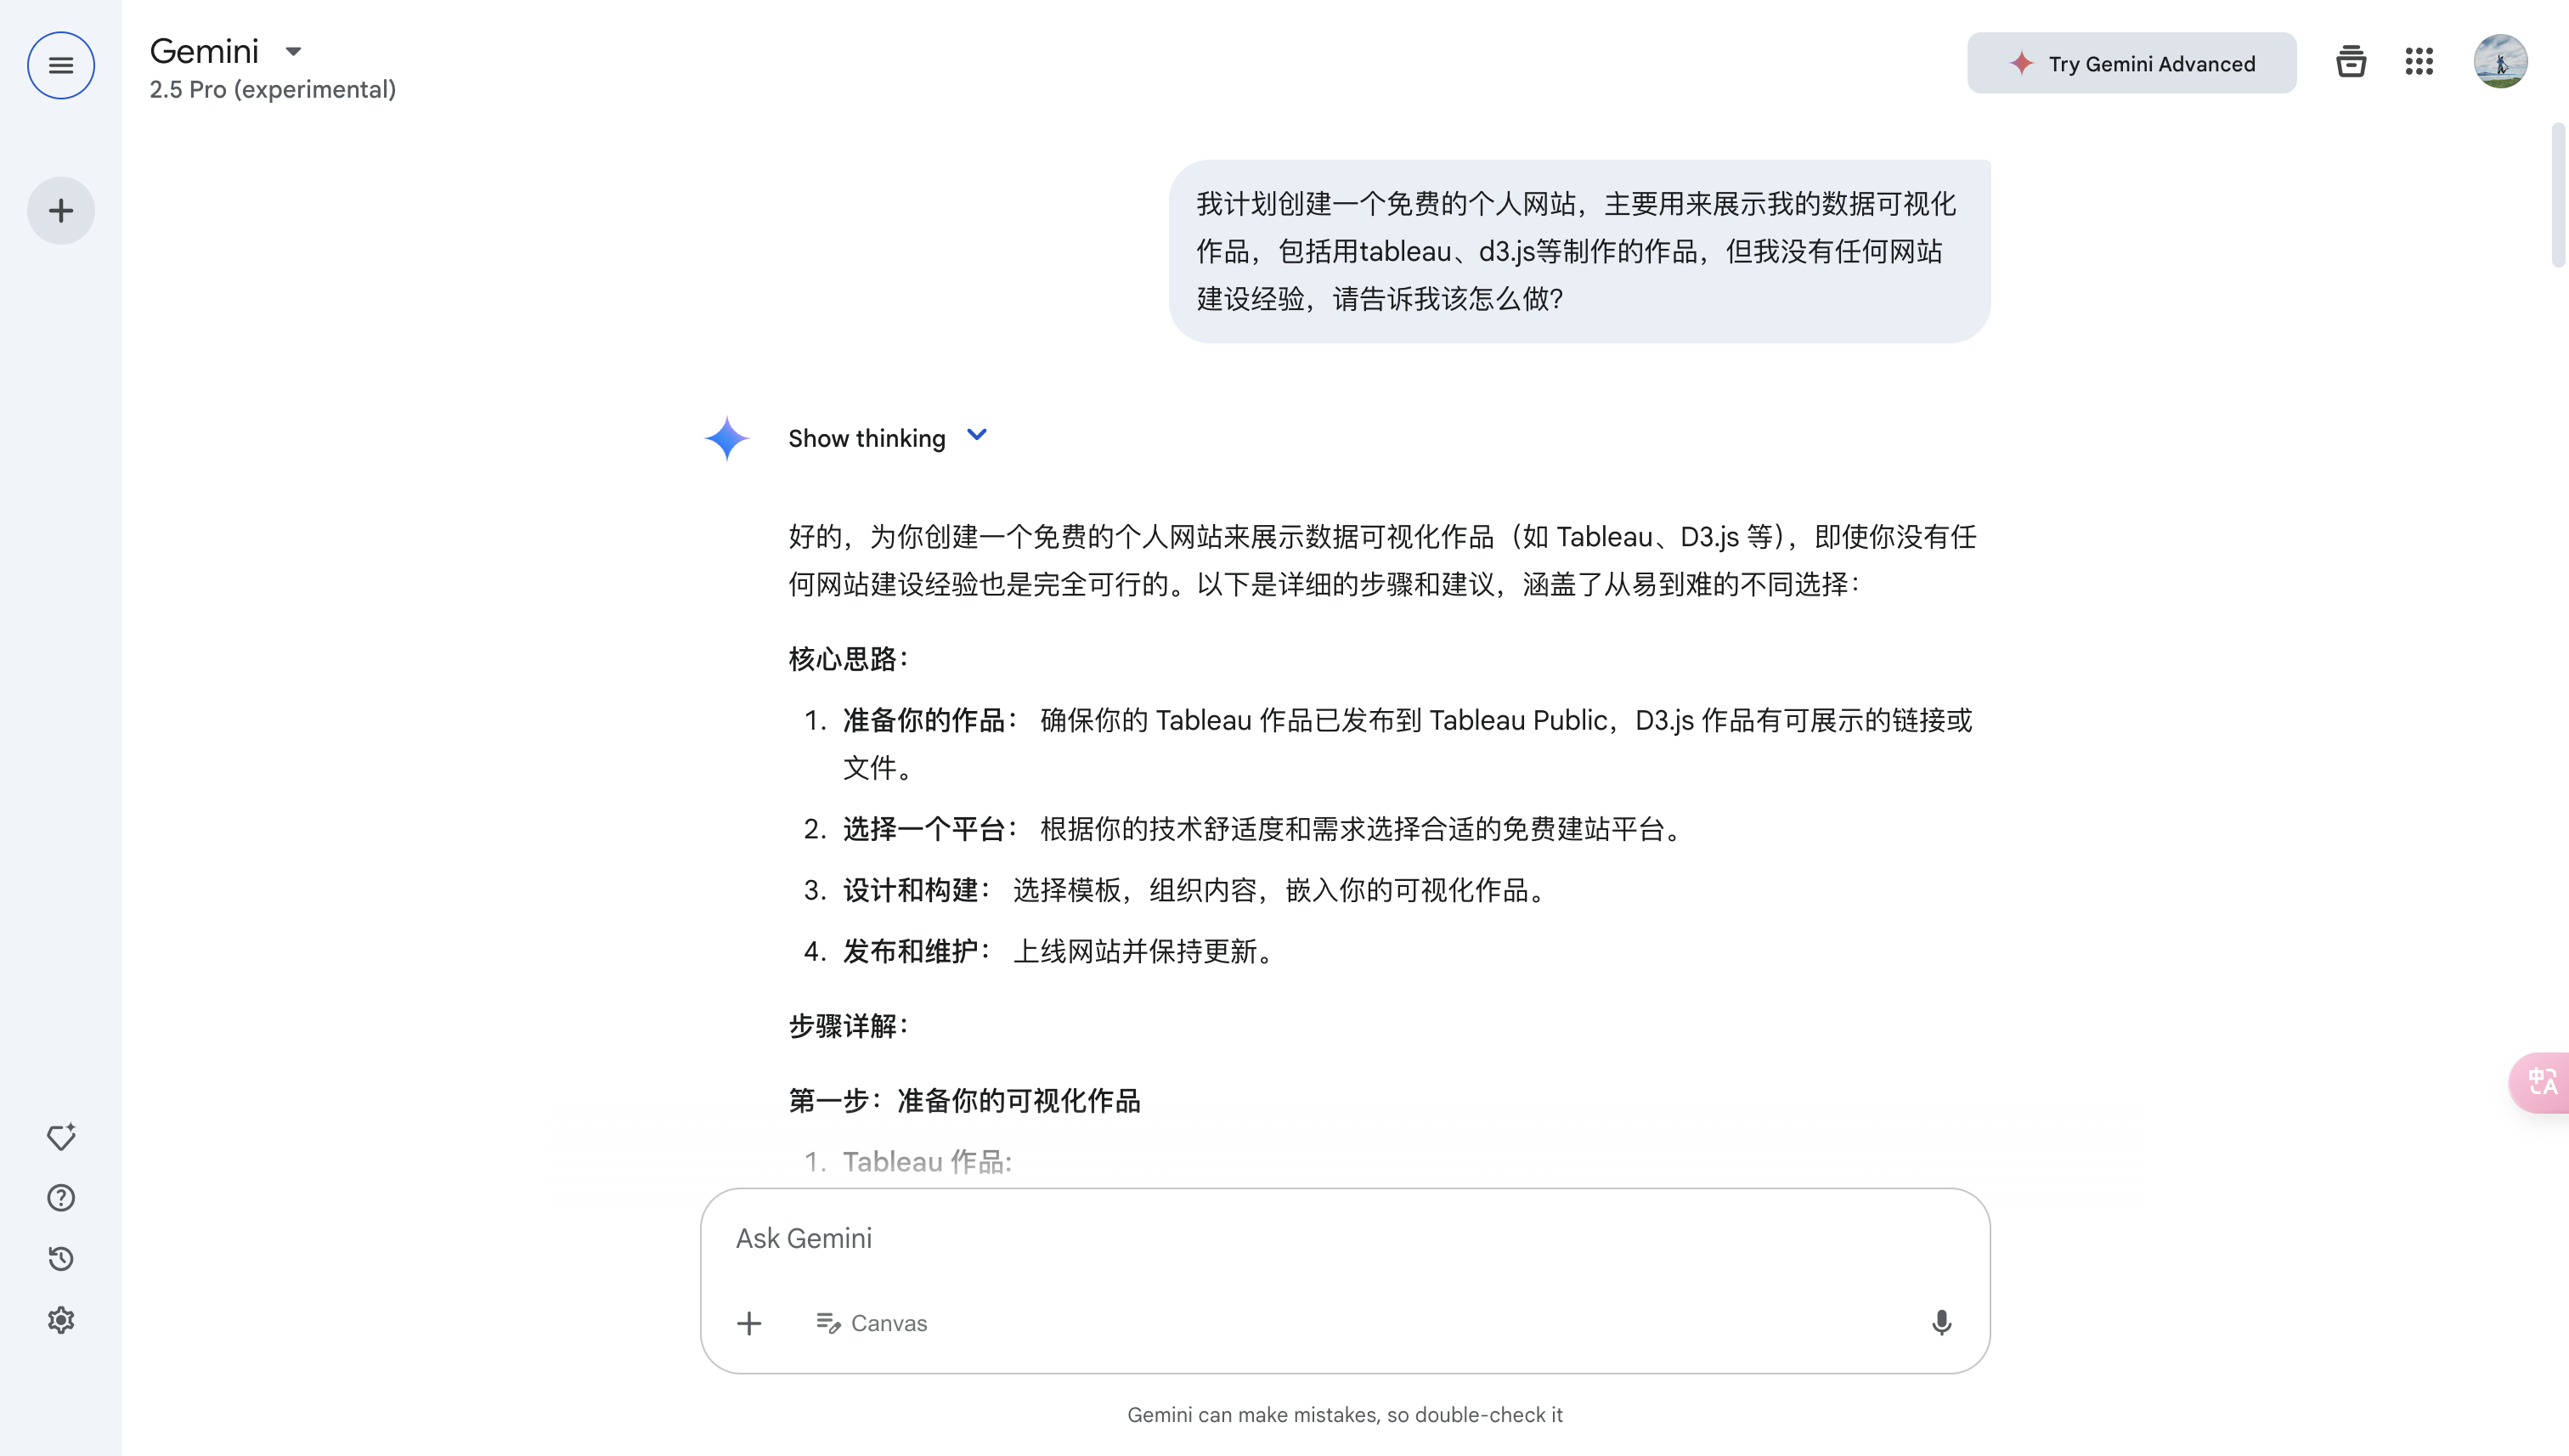 Gemini
2.5 Pro (experimental)
Try Gemini Advanced
我计划创建一个免费的个人网站，主要用来展示我的数据可视化
作品，包括用tableau、d3.js等制作的作品，但我没有任何网站
建设经验，请告诉我该怎么做？
Show thinking
好的，为你创建一个免费的个人网站来展示数据可视化作品（如 Tableau、D3.js 等），即使你没有任
何网站建设经验也是完全可行的。以下是详细的步骤和建议，涵盖了从易到难的不同选择：
核心思路：
1. 准备你的作品： 确保你的 Tableau 作品已发布到 Tableau Public，D3.js 作品有可展示的链接或
文件。
2. 选择一个平台： 根据你的技术舒适度和需求选择合适的免费建站平台。
3. 设计和构建： 选择模板，组织内容，嵌入你的可视化作品。
4. 发布和维护： 上线网站并保持更新。
步骤详解：
第一步：准备你的可视化作品
1. Tableau 作品:
中A
Ask Gemini
Canvas
Gemini can make mistakes, so double-check it